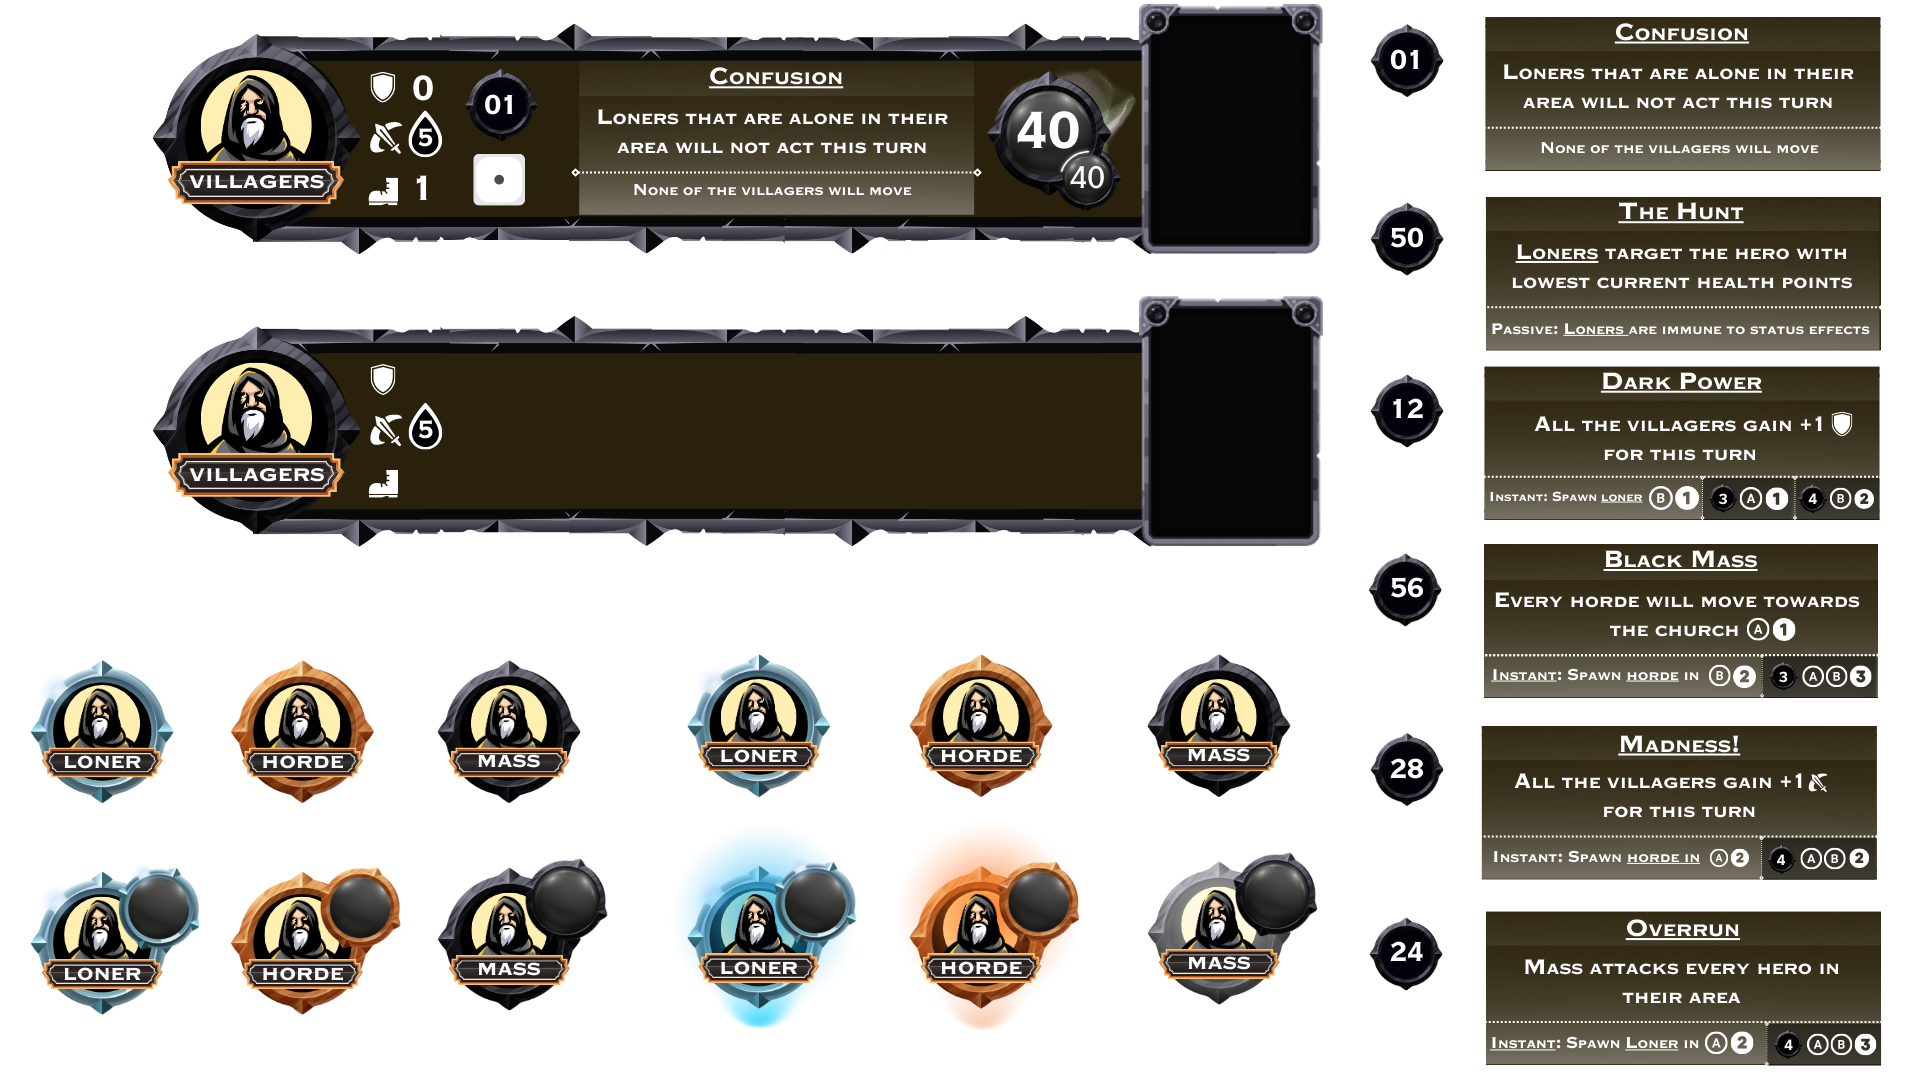 VILLAGERS
0
5
1
01
Confusion
Loners that are alone in their
area will not act this turn
None of the villagers will move
40
40
VILLAGERS
5
LONER
HORDE
MASS
LONER
HORDE
MASS
LONER
HORDE
MASS
LONER
HORDE
MASS
01
Confusion
Loners that are alone in their
area will not act this turn
None of the villagers will move
50
The Hunt
Loners target the hero with
lowest current health points
Passive: Loners are immune to status effects
12
Dark Power
All the villagers gain +1
for this turn
Instant: Spawn loner B 1 3 A 1 4 B 2
56
Black Mass
Every horde will move towards
the church A 1
Instant: Spawn horde in B 2 3 A B 3
28
Madness!
All the villagers gain +1
for this turn
Instant: Spawn horde in A 2 4 A B 2
24
Overrun
Mass attacks every hero in
their area
Instant: Spawn Loner in A 2 4 A B 3